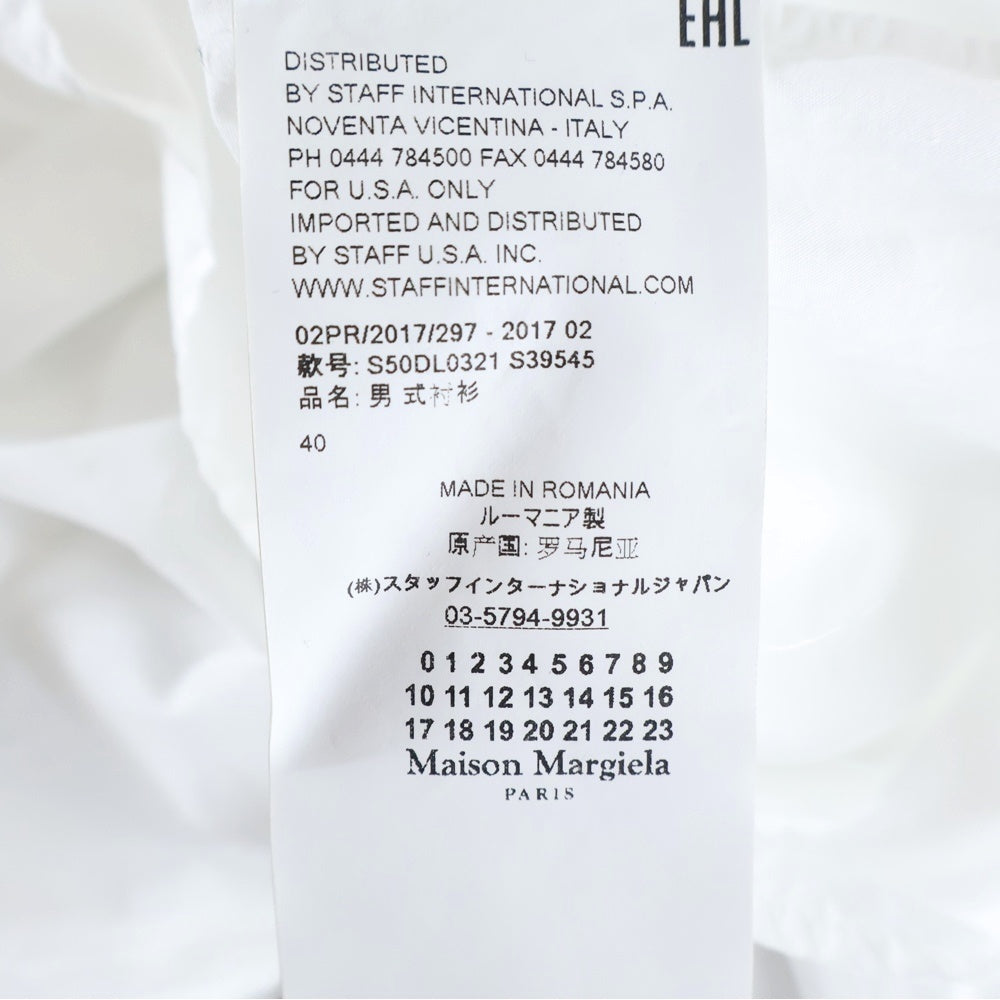 EAC
DISTRIBUTED
BY STAFF INTERNATIONAL S.P.A.
NOVENTA VICENTINA - ITALY
PH 0444 784500 FAX 0444 784580
FOR U.S.A. ONLY
IMPORTED AND DISTRIBUTED
BY STAFF U.S.A. INC.
WWW.STAFFINTERNATIONAL.COM
02PR/2017/297 - 2017 02
款号: S50DL0321 S39545
品名: 男 式衬衫
40
MADE IN ROMANIA
ルーマニア製
原产国: 罗马尼亚
(株)スタッフインターナショナルジャパン
03-5794-9931
0 1 2 3 4 5 6 7 8 9
10 11 12 13 14 15 16
17 18 19 20 21 22 23
Maison Margiela
PARIS